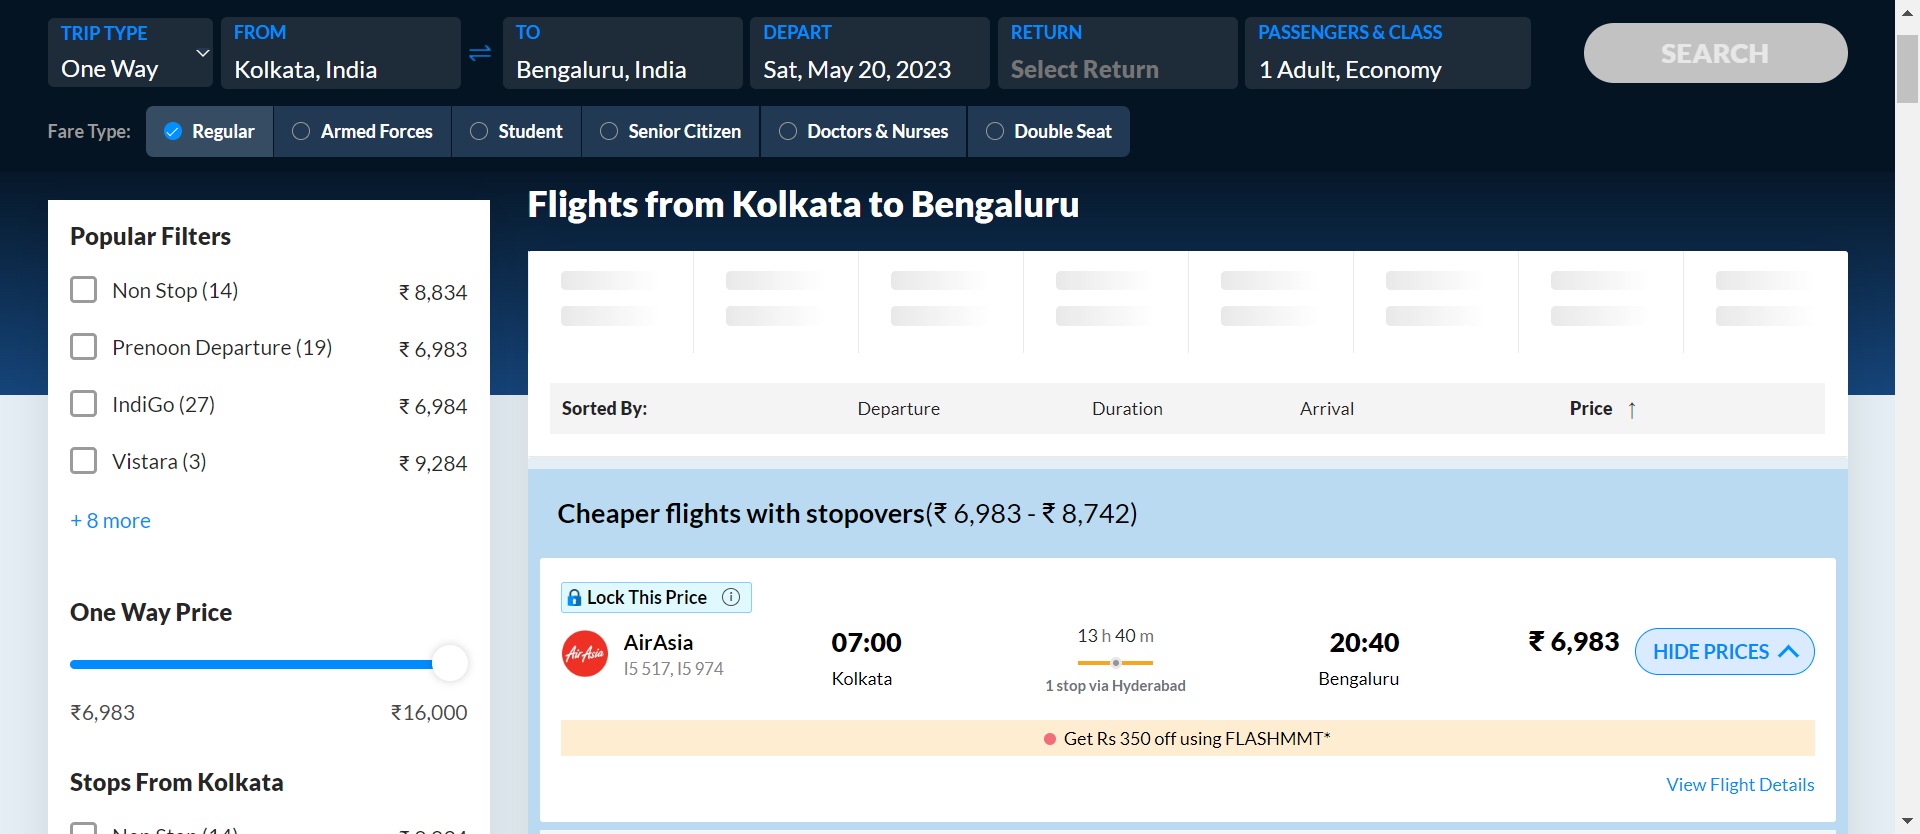 TRIP TYPE
One Way
FROM
Kolkata, India
TO
Bengaluru, India
DEPART
Sat, May 20, 2023
RETURN
Select Return
PASSENGERS & CLASS
1 Adult, Economy
SEARCH
Fare Type:
Regular
Armed Forces
Student
Senior Citizen
Doctors & Nurses
Double Seat
Popular Filters
Non Stop (14) ₹ 8,834
Prenoon Departure (19) ₹ 6,983
IndiGo (27) ₹ 6,984
Vistara (3) ₹ 9,284
+ 8 more
One Way Price
₹6,983 ₹16,000
Stops From Kolkata
Non Stop (14)
Flights from Kolkata to Bengaluru
Sorted By: Departure Duration Arrival Price ↑
Cheaper flights with stopovers(₹ 6,983 - ₹ 8,742)
Lock This Price
AirAsia
AirAsia
I5 517, I5 974
07:00
Kolkata
13 h 40 m
1 stop via Hyderabad
20:40
Bengaluru
₹ 6,983
HIDE PRICES
Get Rs 350 off using FLASHMMT*
View Flight Details